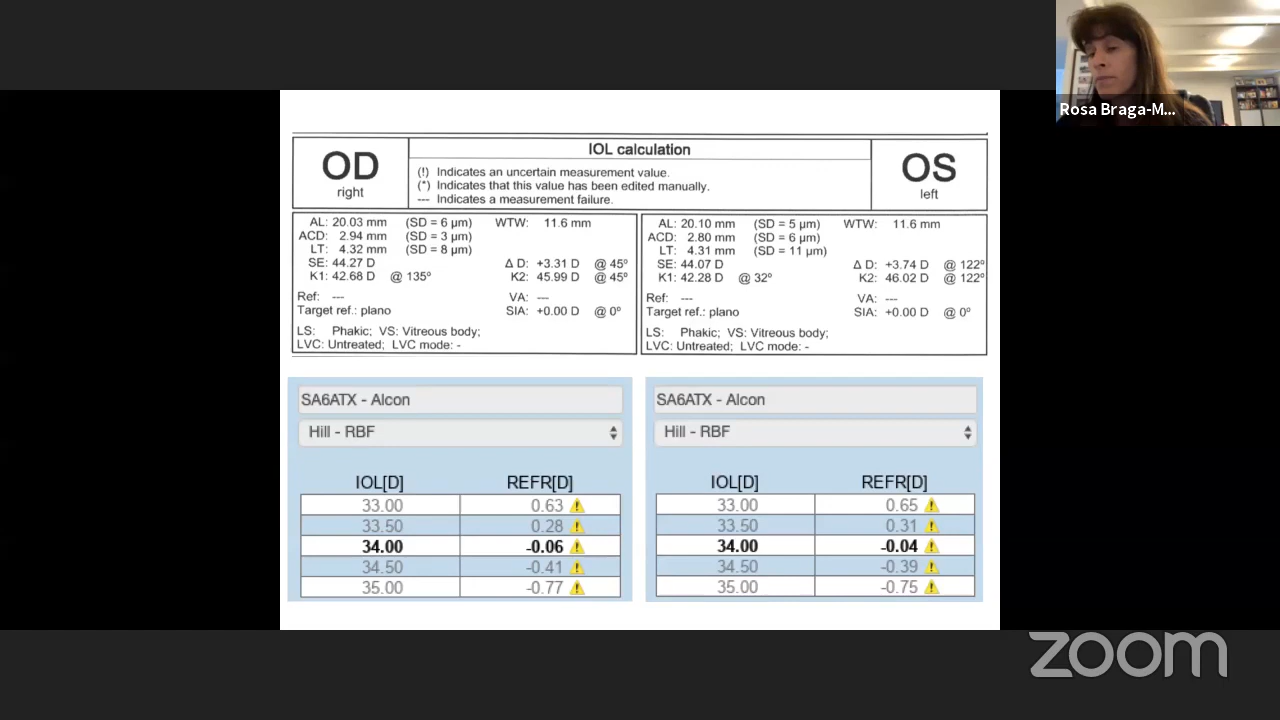 Rosa Braga-M...
OD
right
IOL calculation
(!) Indicates an uncertain measurement value.
(*) Indicates that this value has been edited manually.
--- Indicates a measurement failure.
OS
left
AL: 20.03 mm (SD = 6 µm) WTW: 11.6 mm
ACD: 2.94 mm (SD = 3 µm)
LT: 4.32 mm (SD = 8 µm)
SE: 44.27 D Δ D: +3.31 D @ 45°
K1: 42.68 D @ 135° K2: 45.99 D @ 45°
Ref: --- VA: ---
Target ref.: plano SIA: +0.00 D @ 0°
LS: Phakic; VS: Vitreous body;
LVC: Untreated; LVC mode: -
AL: 20.10 mm (SD = 5 µm) WTW: 11.6 mm
ACD: 2.80 mm (SD = 6 µm)
LT: 4.31 mm (SD = 11 µm)
SE: 44.07 D Δ D: +3.74 D @ 122°
K1: 42.28 D @ 32° K2: 46.02 D @ 122°
Ref: --- VA: ---
Target ref.: plano SIA: +0.00 D @ 0°
LS: Phakic; VS: Vitreous body;
LVC: Untreated; LVC mode: -
SA6ATX - Alcon
Hill - RBF
IOL[D] REFR[D]
33.00 0.63
33.50 0.28
34.00 -0.06
34.50 -0.41
35.00 -0.77
SA6ATX - Alcon
Hill - RBF
IOL[D] REFR[D]
33.00 0.65
33.50 0.31
34.00 -0.04
34.50 -0.39
35.00 -0.75
zoom